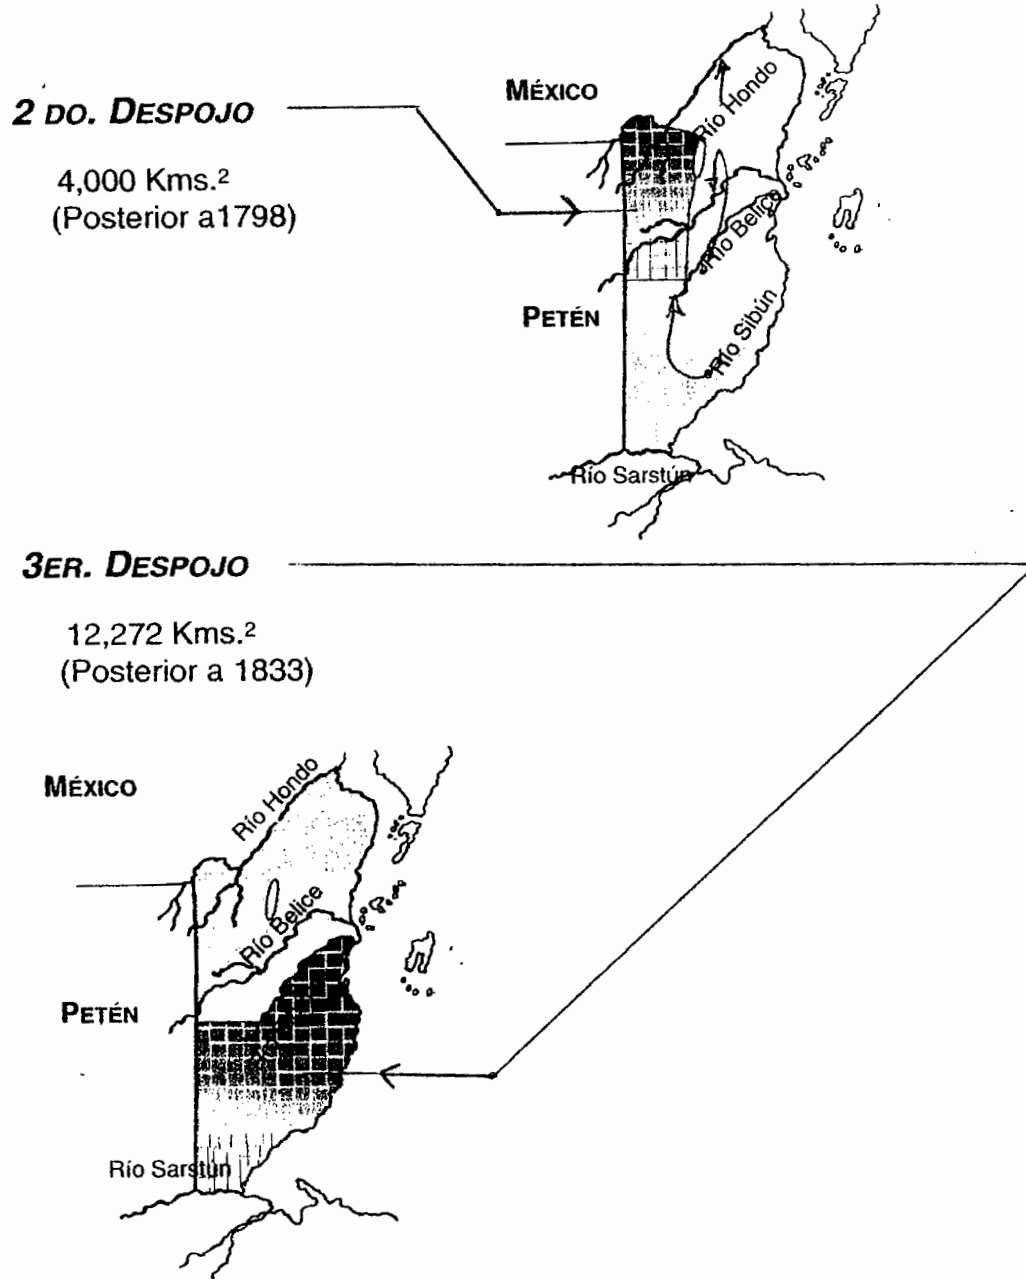 2 DO. DESPOJO
4,000 Kms.²
(Posterior a1798)
MÉXICO
Río Hondo
Río Belice
PETÉN
Río Sibún
Río Sarstún
3ER. DESPOJO
12,272 Kms.²
(Posterior a 1833)
MÉXICO
Río Hondo
Río Belice
PETÉN
Río Sarstún